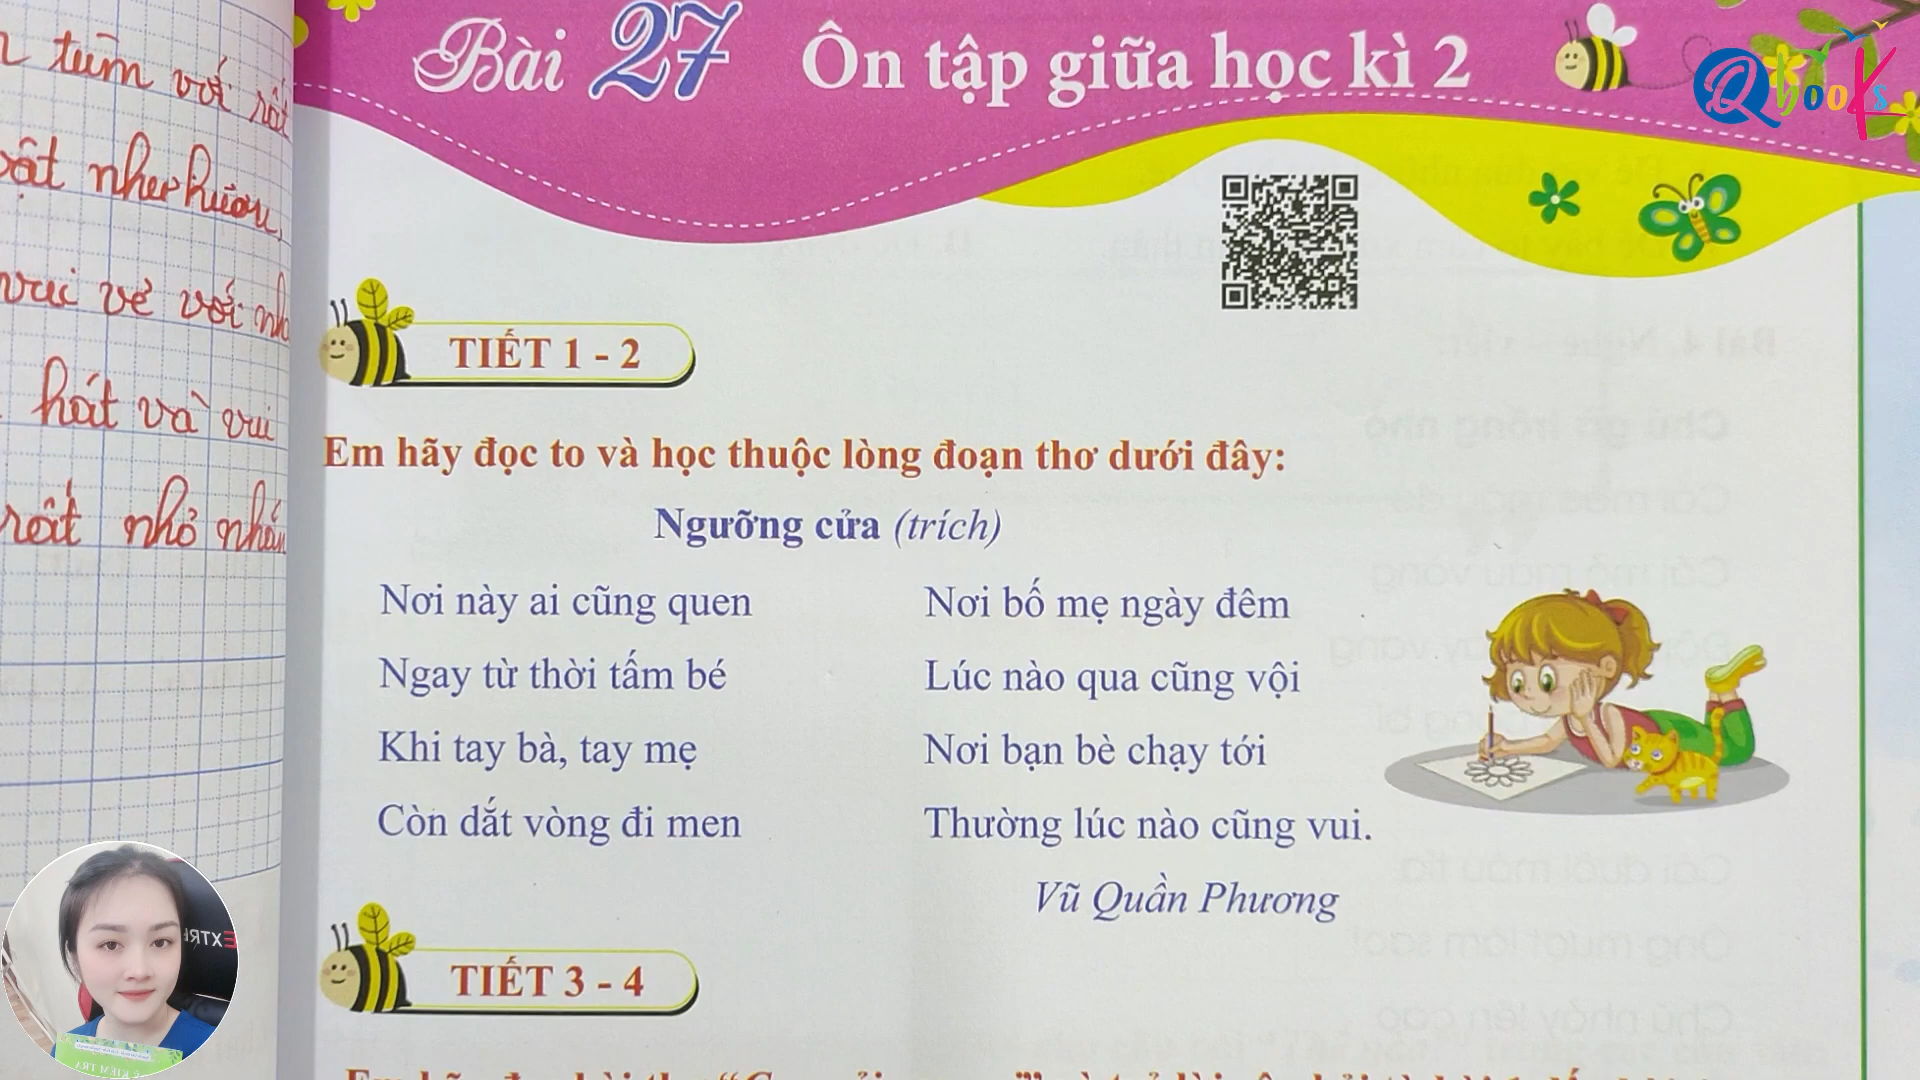 tùm với rất
như hươu,
vui vẻ với
hát và vui
rất nhỏ nhắn
Bài 27 Ôn tập giữa học kì 2
QbooKs
TIẾT 1 - 2
Em hãy đọc to và học thuộc lòng đoạn thơ dưới đây:
Ngưỡng cửa (trích)
Nơi này ai cũng quen
Ngay từ thời tấm bé
Khi tay bà, tay mẹ
Còn dắt vòng đi men
Nơi bố mẹ ngày đêm
Lúc nào qua cũng vội
Nơi bạn bè chạy tới
Thường lúc nào cũng vui.
Vũ Quần Phương
TIẾT 3 - 4